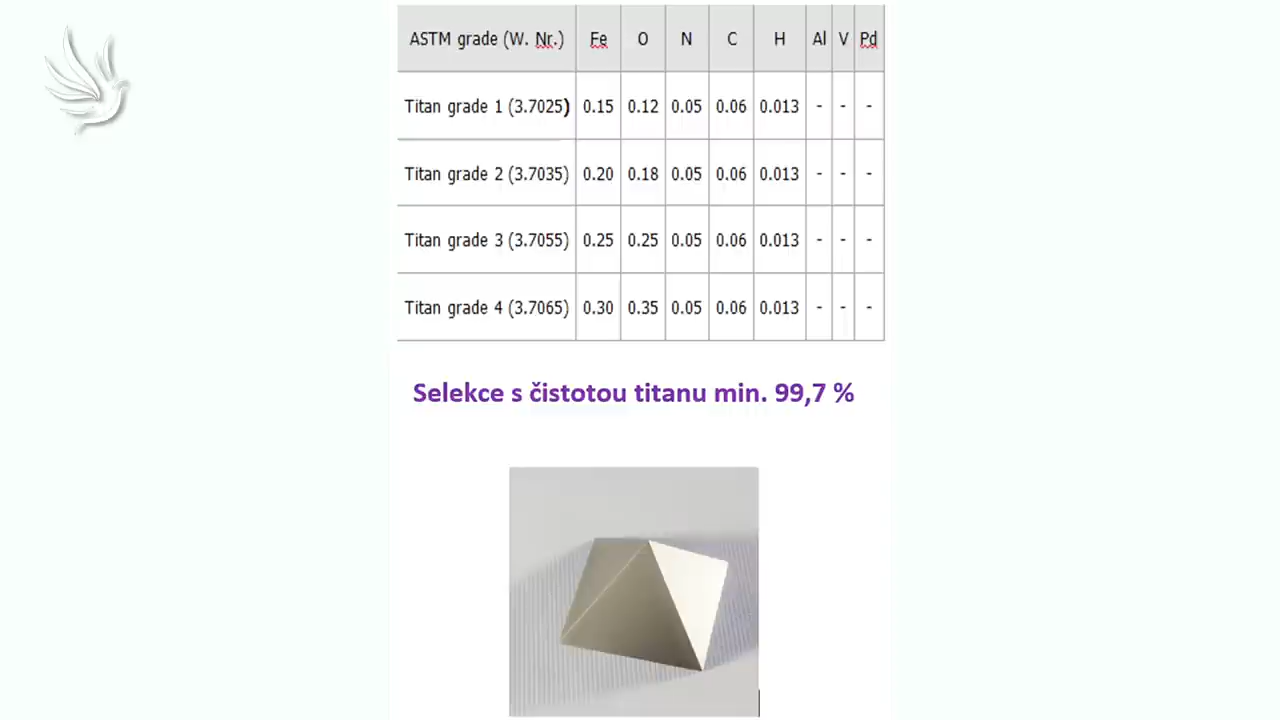 ASTM grade (W. Nr.) Fe O N C H Al V Pd
Titan grade 1 (3.7025) 0.15 0.12 0.05 0.06 0.013 - - -
Titan grade 2 (3.7035) 0.20 0.18 0.05 0.06 0.013 - - -
Titan grade 3 (3.7055) 0.25 0.25 0.05 0.06 0.013 - - -
Titan grade 4 (3.7065) 0.30 0.35 0.05 0.06 0.013 - - -
Selekce s čistotou titanu min. 99,7 %